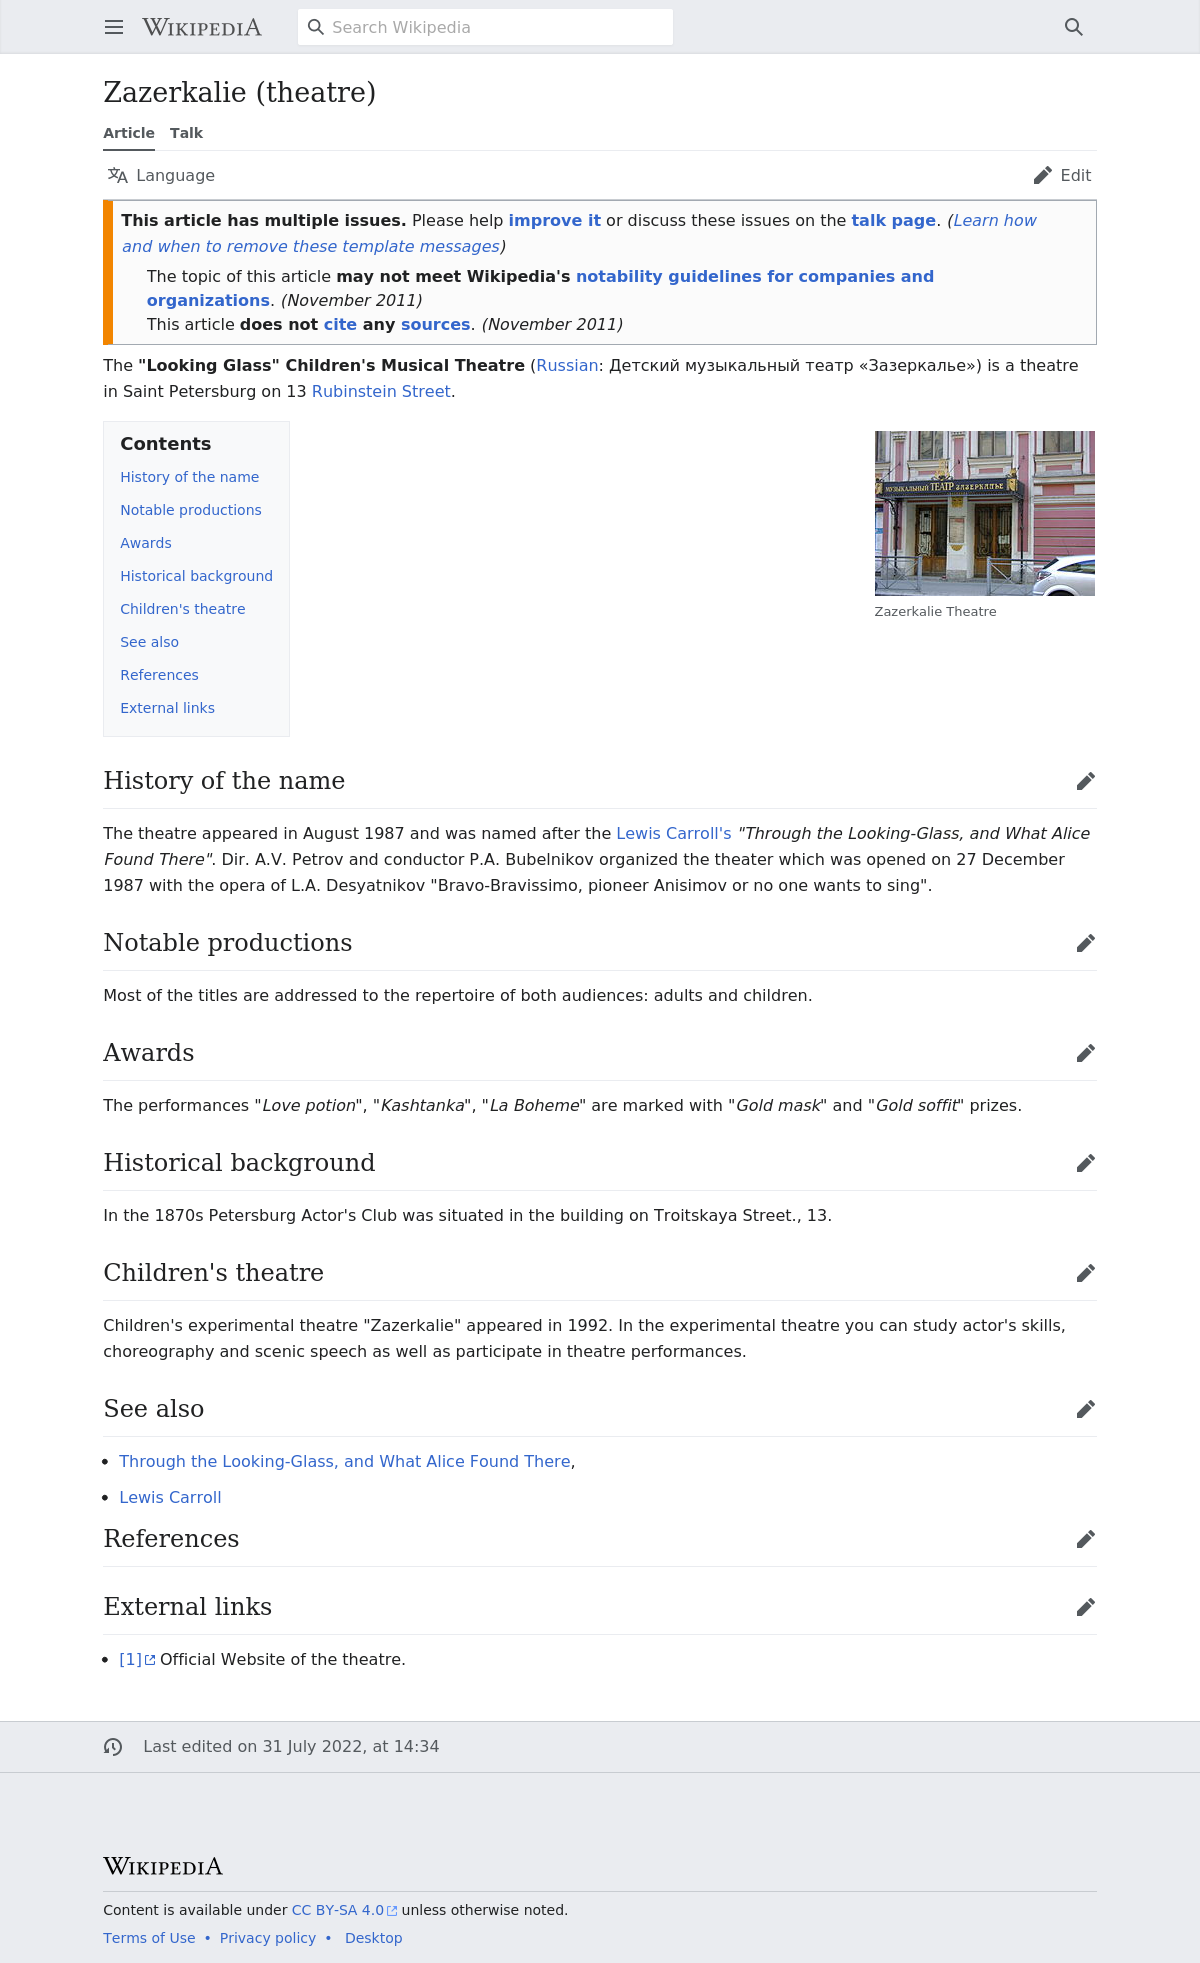 WIKIPEDIA
Search Wikipedia
Zazerkalie (theatre)
Article Talk
Language
Edit
This article has multiple issues. Please help improve it or discuss these issues on the talk page. (Learn how
and when to remove these template messages)
The topic of this article may not meet Wikipedia's notability guidelines for companies and
organizations. (November 2011)
This article does not cite any sources. (November 2011)
The "Looking Glass" Children's Musical Theatre (Russian: Детский музыкальный театр «Зазеркалье») is a theatre
in Saint Petersburg on 13 Rubinstein Street.
Contents
History of the name
Notable productions
Awards
Historical background
Children's theatre
See also
References
External links
МУЗЫКАЛЬНЫЙ ТЕАТР ЗАЗЕРКАЛЬЕ
Zazerkalie Theatre
History of the name
The theatre appeared in August 1987 and was named after the Lewis Carroll's "Through the Looking-Glass, and What Alice
Found There". Dir. A.V. Petrov and conductor P.A. Bubelnikov organized the theater which was opened on 27 December
1987 with the opera of L.A. Desyatnikov "Bravo-Bravissimo, pioneer Anisimov or no one wants to sing".
Notable productions
Most of the titles are addressed to the repertoire of both audiences: adults and children.
Awards
The performances "Love potion", "Kashtanka", "La Boheme" are marked with "Gold mask" and "Gold soffit" prizes.
Historical background
In the 1870s Petersburg Actor's Club was situated in the building on Troitskaya Street., 13.
Children's theatre
Children's experimental theatre "Zazerkalie" appeared in 1992. In the experimental theatre you can study actor's skills,
choreography and scenic speech as well as participate in theatre performances.
See also
• Through the Looking-Glass, and What Alice Found There,
• Lewis Carroll
References
External links
• [1] Official Website of the theatre.
Last edited on 31 July 2022, at 14:34
WIKIPEDIA
Content is available under CC BY-SA 4.0 unless otherwise noted.
Terms of Use • Privacy policy • Desktop